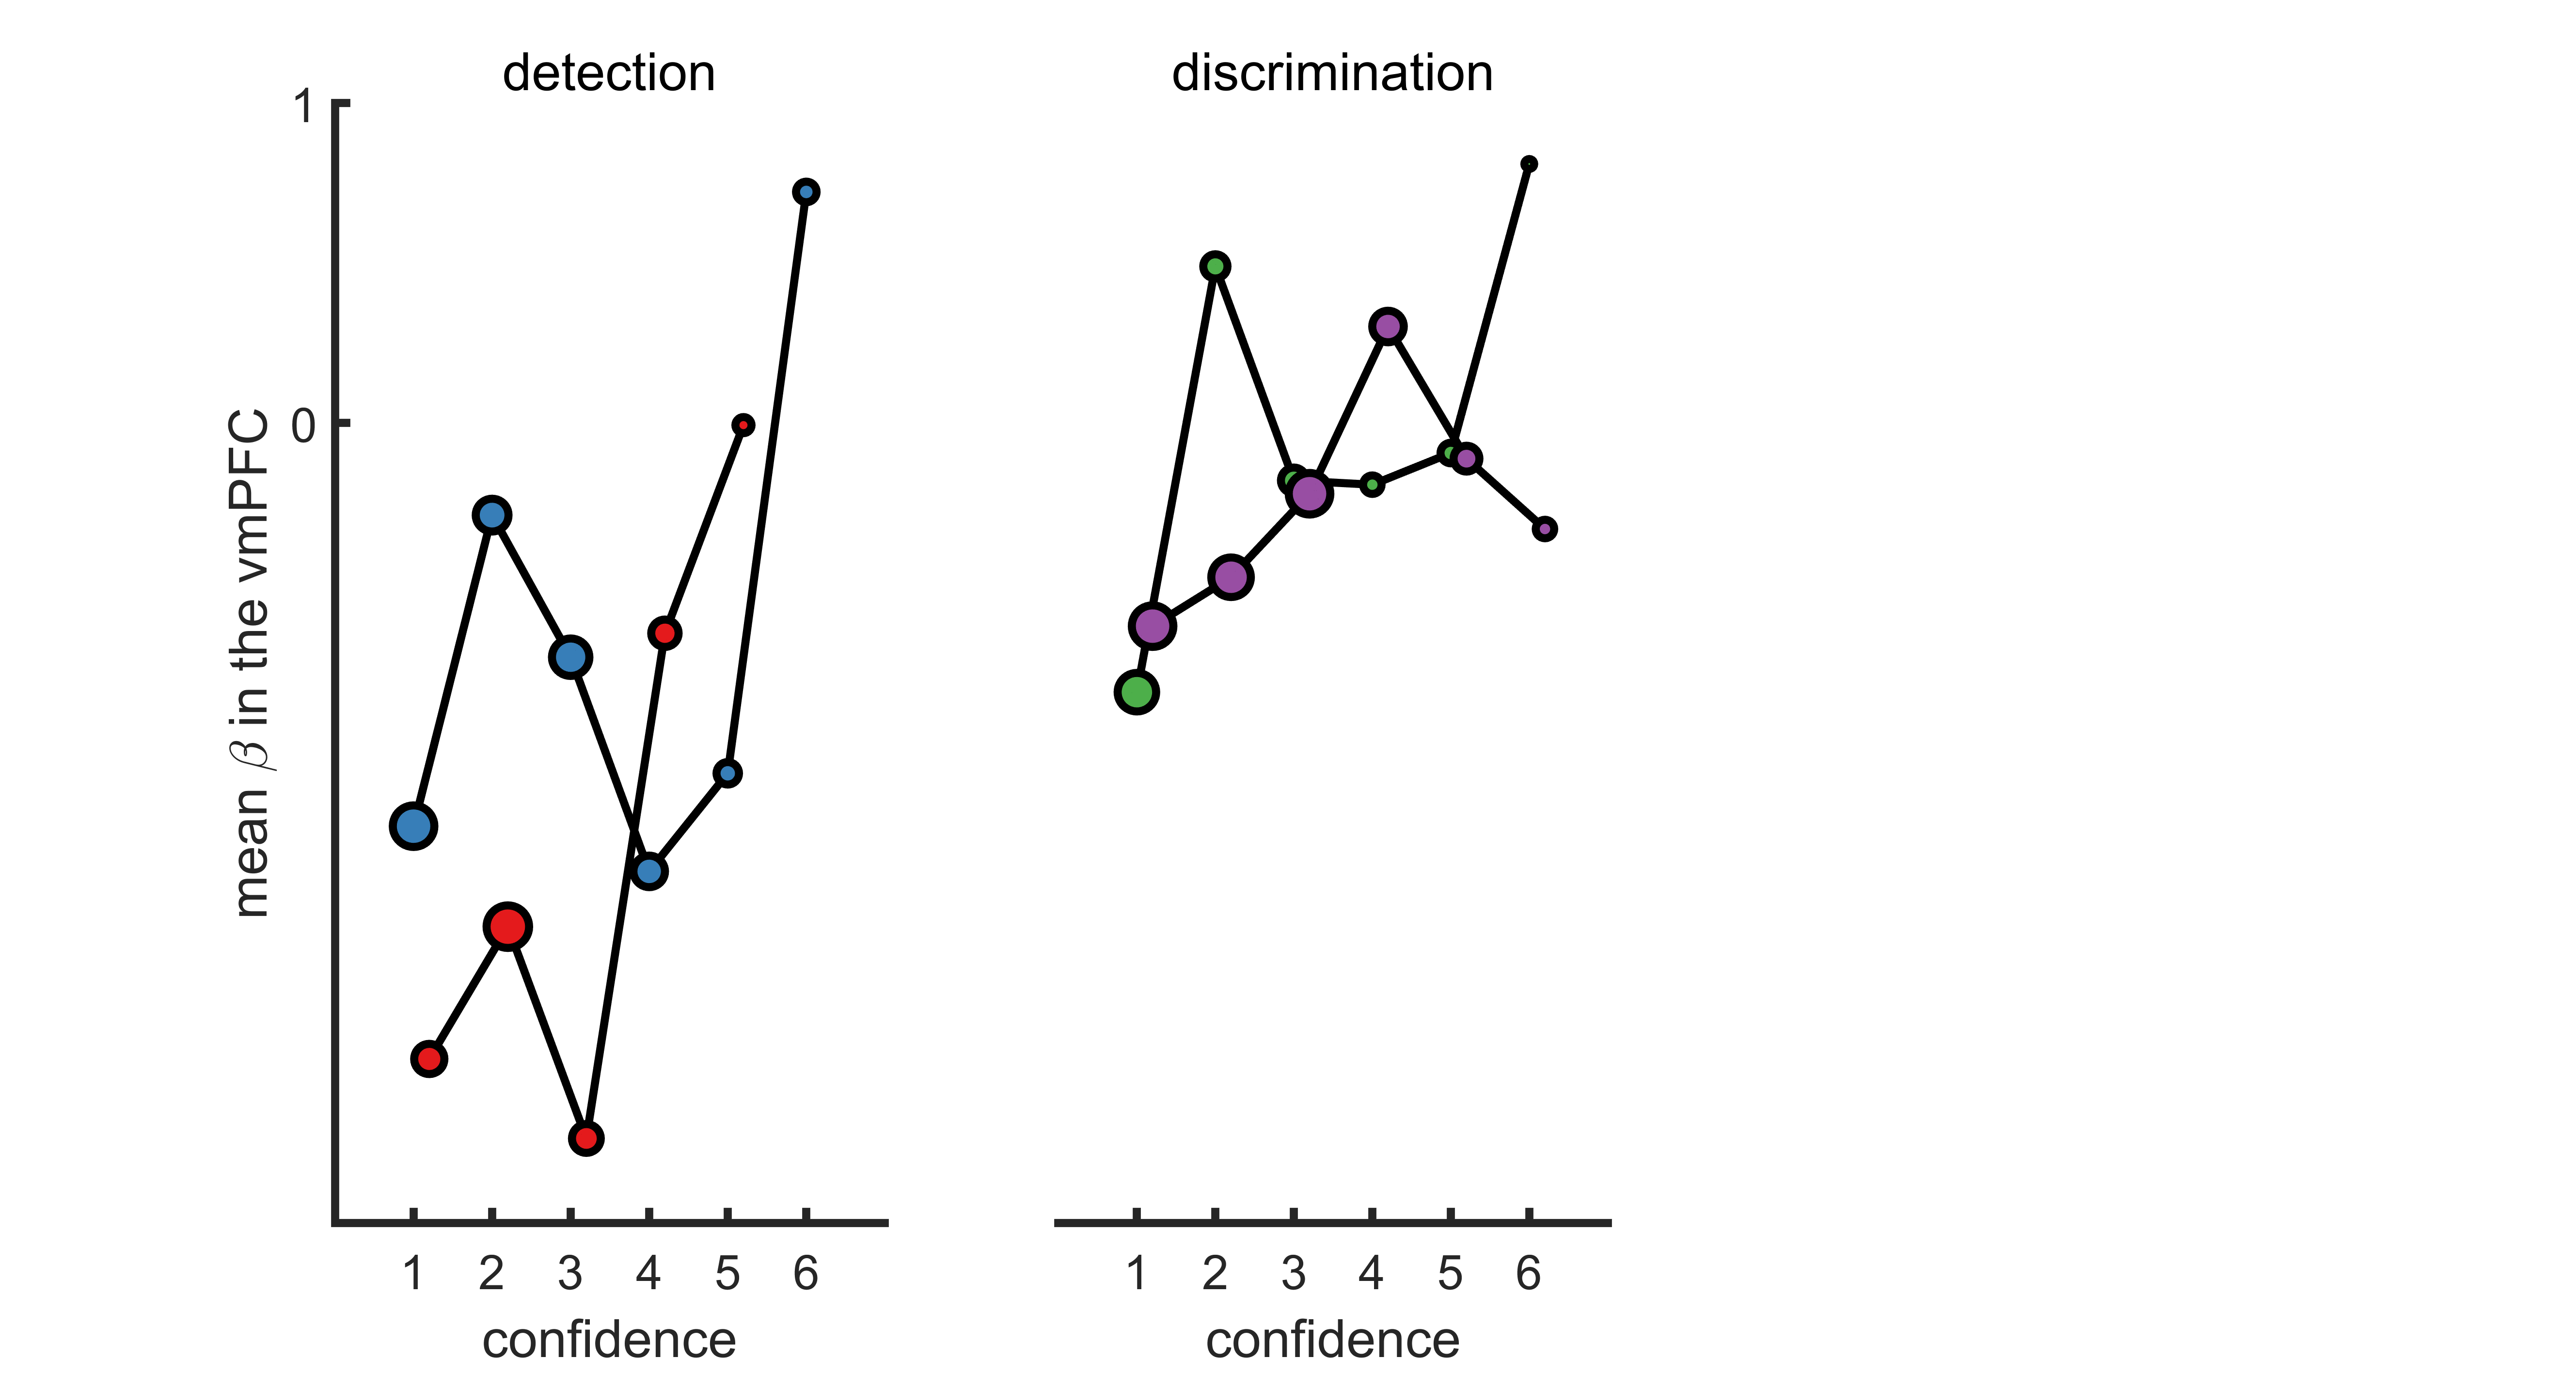 detection
discrimination
1
0
mean β in the vmPFC
1 2 3 4 5 6
1 2 3 4 5 6
confidence
confidence